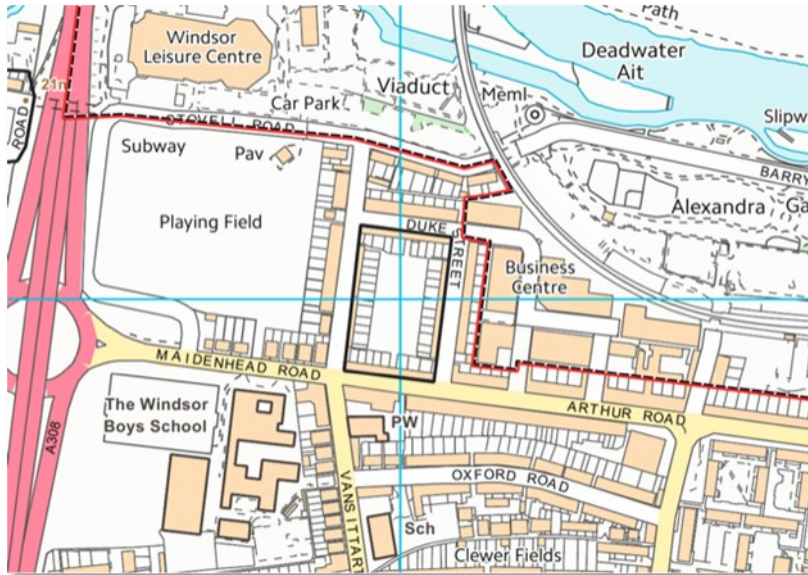 Path
Windsor
Leisure Centre
Deadwater
Ait
21m
Car Park
Viaduct
Meml
Slipw
ROAD
STOVELL ROAD
Subway
Pav
BARRY
Playing Field
Alexandra
Ga
DUKE
STREET
Business
Centre
MAIDENHEAD ROAD
The Windsor
Boys School
ARTHUR ROAD
A308
PW
VANSITTART
OXFORD ROAD
Sch
Clewer Fields